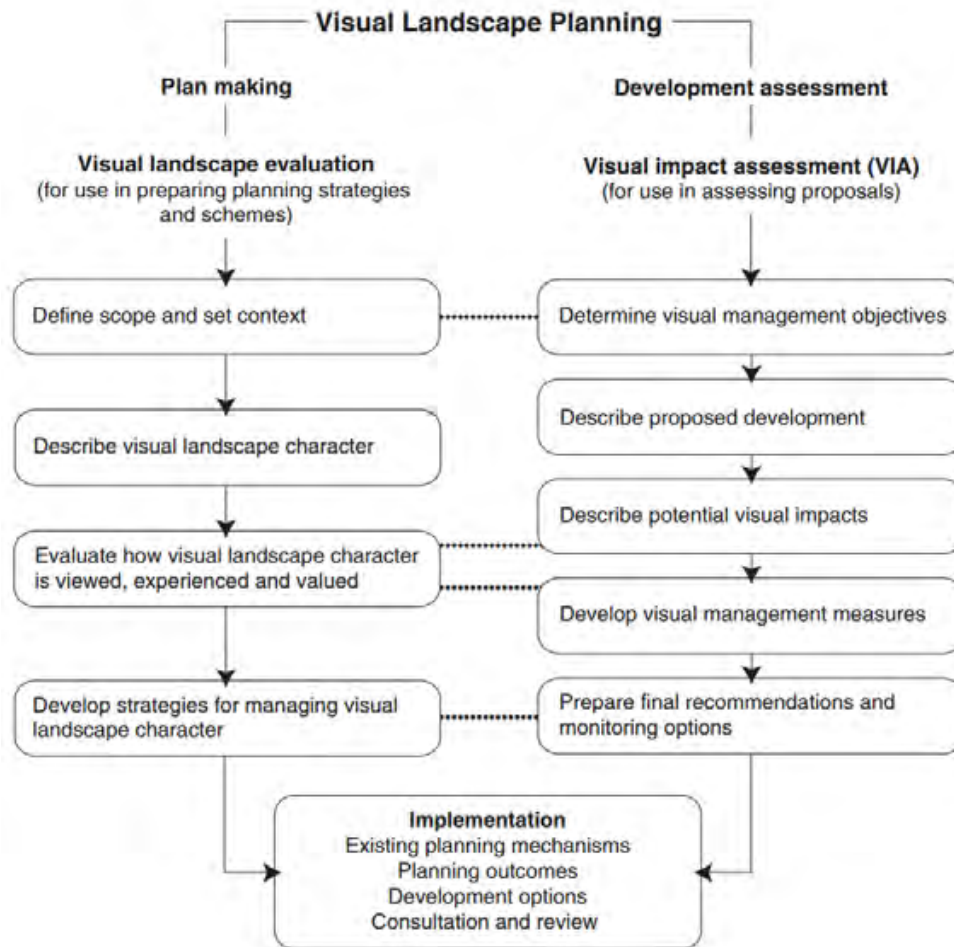 Visual Landscape Planning
Plan making
Development assessment
Visual landscape evaluation
(for use in preparing planning strategies
and schemes)
Visual impact assessment (VIA)
(for use in assessing proposals)
Define scope and set context
Determine visual management objectives
Describe visual landscape character
Describe proposed development
Describe potential visual impacts
Evaluate how visual landscape character
is viewed, experienced and valued
Develop visual management measures
Develop strategies for managing visual
landscape character
Prepare final recommendations and
monitoring options
Implementation
Existing planning mechanisms
Planning outcomes
Development options
Consultation and review